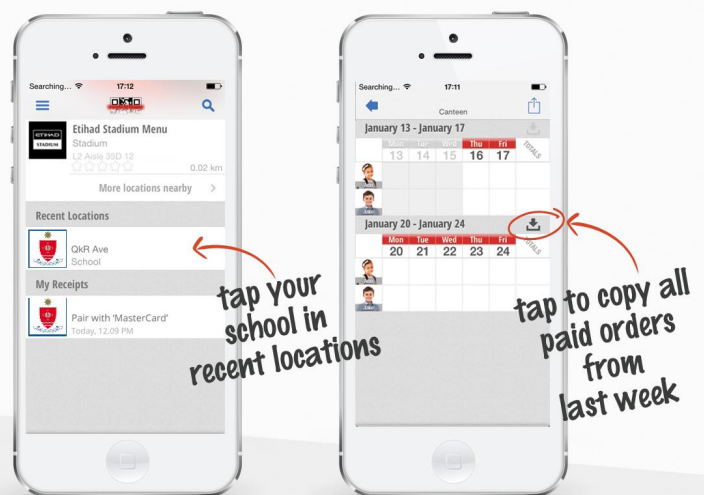 Searching... 17:12
ETIHAD
STADIUM
Etihad Stadium Menu
Stadium
L2 Aisle 35D 12
0.02 km
More locations nearby >
Recent Locations
QkR Ave
School
My Receipts
Pair with 'MasterCard'
Today, 12.09 PM
tap your
school in
recent locations
Searching... 17:11
Canteen
January 13 - January 17
Mon Tue Wed Thu Fri TOTALS
13 14 15 16 17
January 20 - January 24
Mon Tue Wed Thu Fri TOTALS
20 21 22 23 24
tap to copy all
paid orders
from
last week